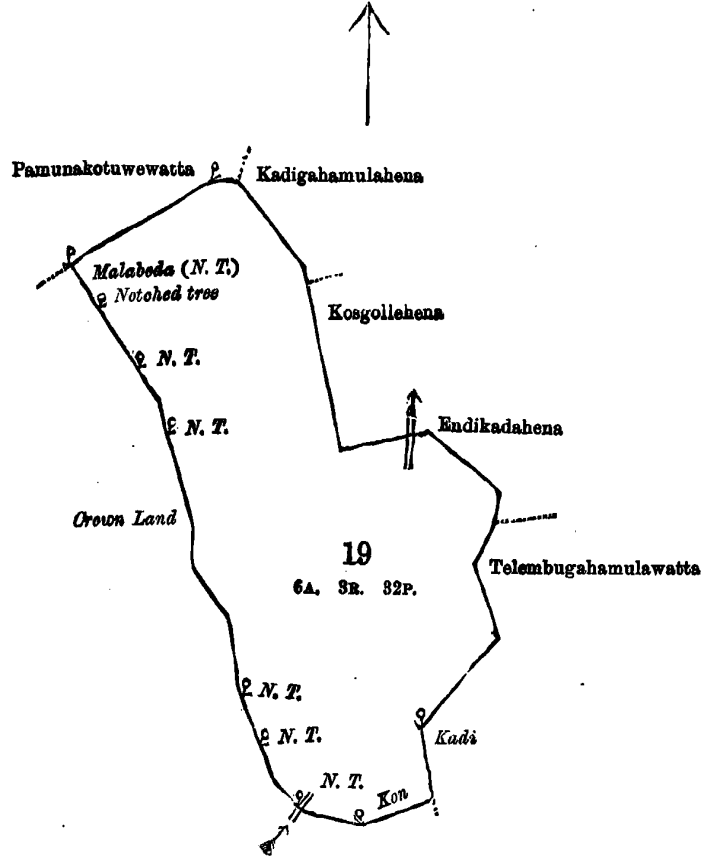 Pamunakotuwewatta
Kadigahamulahena
Malabeda (N. T.)
Notched tree
Kosgollehena
N. T.
N. T.
Endikadahena
Crown Land
19
6A. 3R. 32P.
Telembugahamulawatta
N. T.
N. T.
Kadi
N. T.
Kon